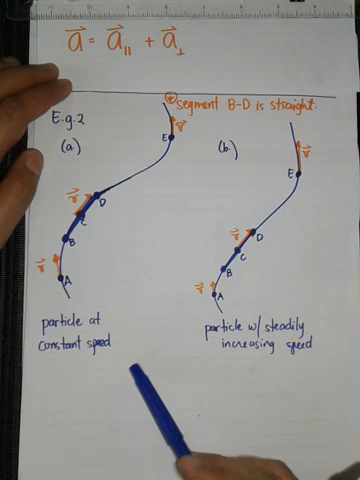 a⃗ = a⃗∥ + a⃗⊥
* segment B-D is straight.
E.g.2
(a)
(b)
E
v⃗
D
v⃗
C
B
v⃗
A
E
v⃗
D
C
B
v⃗
A
particle at
constant speed
particle w/ steadily
increasing speed